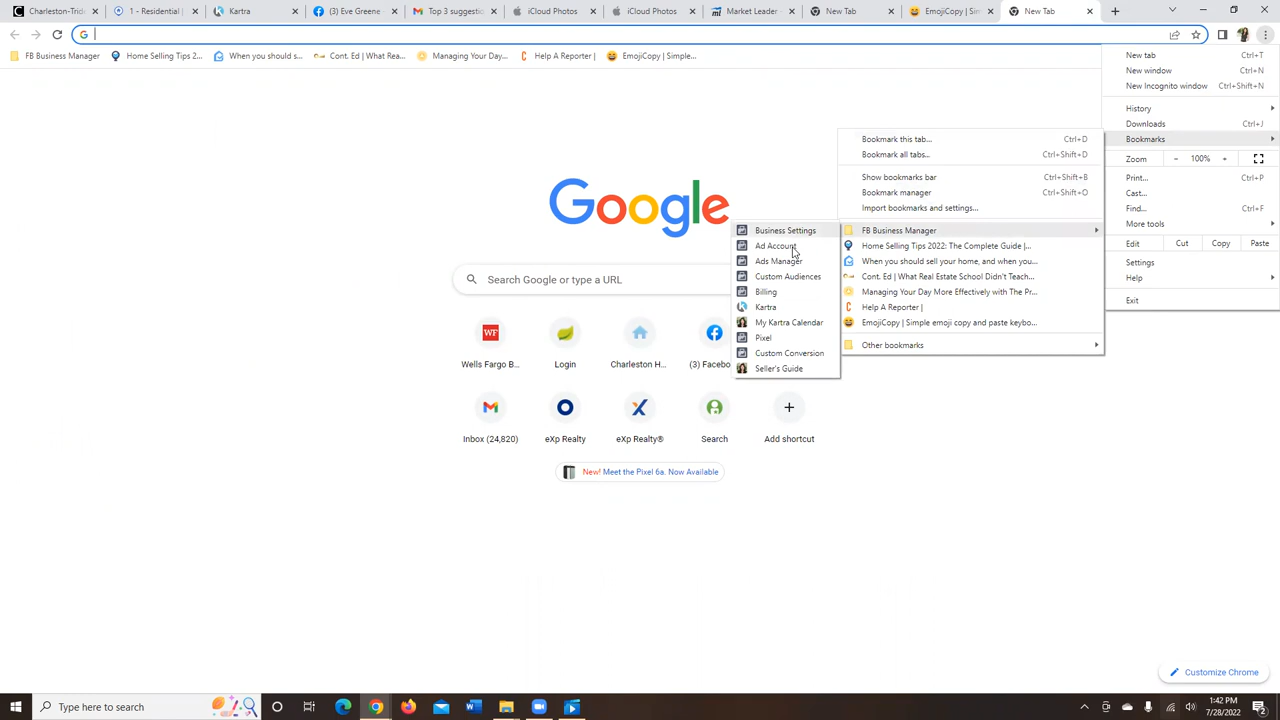 Charleston-Trid
1 - Residential
Kartra
(3) Eve Greene
Top 3 suggestio
iCloud Photos
iCloud Photos
Market Leader -
New Tab
EmojiCopy | Sim
New Tab
FB Business Manager
Home Selling Tips 2...
When you should s...
Cont. Ed | What Rea...
Managing Your Day...
Help A Reporter |
EmojiCopy | Simple...
New tab Ctrl+T
New window Ctrl+N
New Incognito window Ctrl+Shift+N
History
Downloads Ctrl+J
Bookmarks
Zoom - 100% +
Print... Ctrl+P
Cast...
Find... Ctrl+F
More tools
Edit Cut Copy Paste
Settings
Help
Exit
Bookmark this tab... Ctrl+D
Bookmark all tabs... Ctrl+Shift+D
Show bookmarks bar Ctrl+Shift+B
Bookmark manager Ctrl+Shift+O
Import bookmarks and settings...
FB Business Manager
Home Selling Tips 2022: The Complete Guide |...
When you should sell your home, and when you...
Cont. Ed | What Real Estate School Didn't Teach...
Managing Your Day More Effectively with The Pr...
Help A Reporter |
EmojiCopy | Simple emoji copy and paste keybo...
Other bookmarks
Business Settings
Ad Account
Ads Manager
Custom Audiences
Billing
Kartra
My Kartra Calendar
Pixel
Custom Conversion
Seller's Guide
Google
Search Google or type a URL
WF
Wells Fargo B...
Login
Charleston H...
(3) Facebo
Inbox (24,820)
eXp Realty
eXp Realty®
Search
Add shortcut
New! Meet the Pixel 6a. Now Available
Customize Chrome
Type here to search
1:42 PM
7/28/2022
2